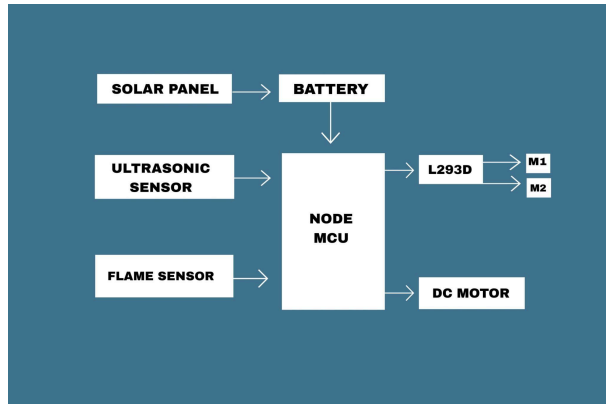 SOLAR PANEL
BATTERY
ULTRASONIC
SENSOR
NODE
MCU
L293D
M1
M2
FLAME SENSOR
DC MOTOR